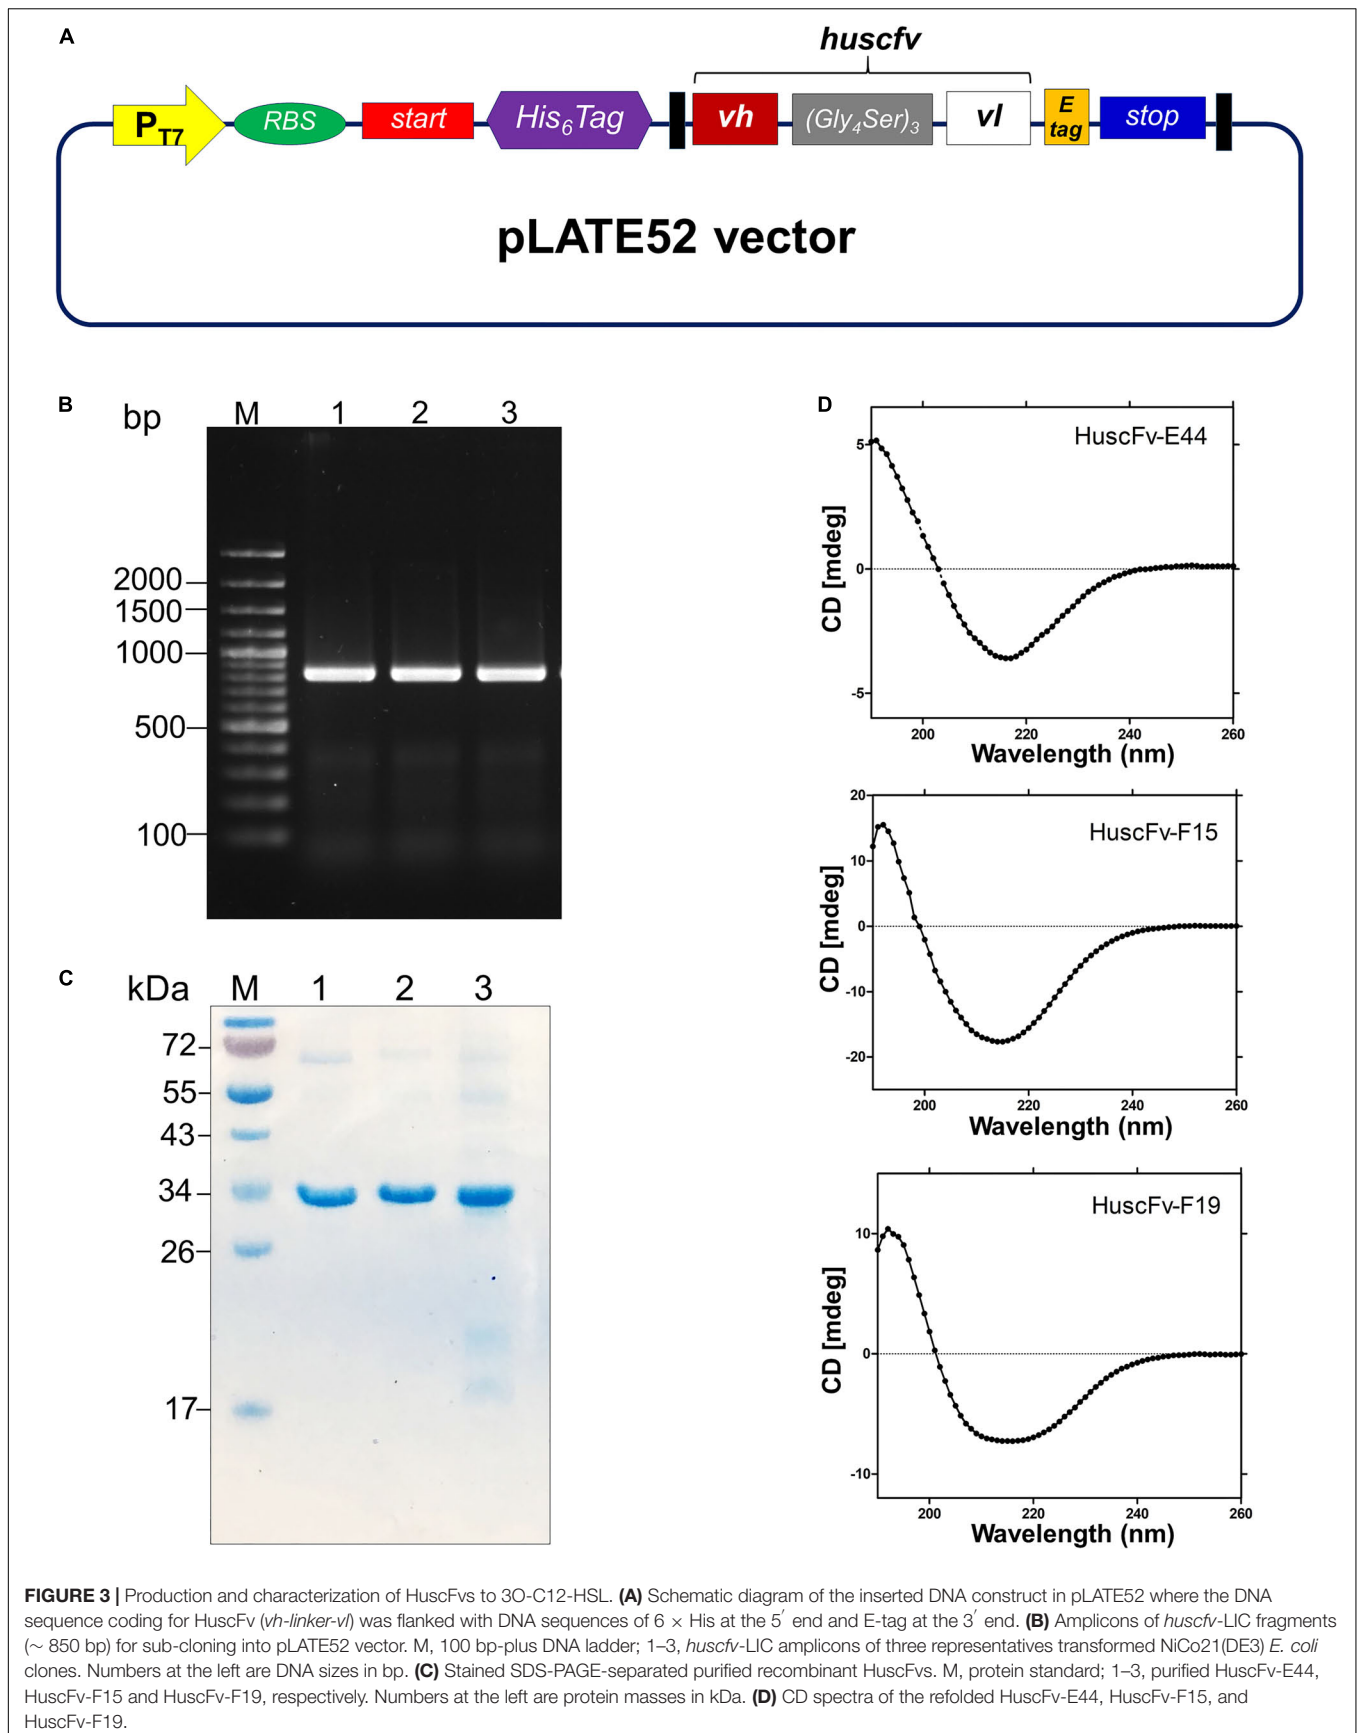 A
huscfv
P T7
RBS
start
His6Tag
vh
(Gly4Ser)3
vl
E tag
stop
pLATE52 vector
B
bp M 1 2 3
2000
1500
1000
500
100
C
kDa M 1 2 3
72
55
43
34
26
17
D
HuscFv-E44
CD [mdeg]
5
0
-5
200 220 240 260
Wavelength (nm)
HuscFv-F15
CD [mdeg]
20
10
0
-10
-20
200 220 240 260
Wavelength (nm)
HuscFv-F19
CD [mdeg]
10
0
-10
200 220 240 260
Wavelength (nm)
FIGURE 3 | Production and characterization of HuscFvs to 3O-C12-HSL. (A) Schematic diagram of the inserted DNA construct in pLATE52 where the DNA
sequence coding for HuscFv (vh-linker-vl) was flanked with DNA sequences of 6 × His at the 5′ end and E-tag at the 3′ end. (B) Amplicons of huscfv-LIC fragments
(∼ 850 bp) for sub-cloning into pLATE52 vector. M, 100 bp-plus DNA ladder; 1–3, huscfv-LIC amplicons of three representatives transformed NiCo21(DE3) E. coli
clones. Numbers at the left are DNA sizes in bp. (C) Stained SDS-PAGE-separated purified recombinant HuscFvs. M, protein standard; 1–3, purified HuscFv-E44,
HuscFv-F15 and HuscFv-F19, respectively. Numbers at the left are protein masses in kDa. (D) CD spectra of the refolded HuscFv-E44, HuscFv-F15, and
HuscFv-F19.